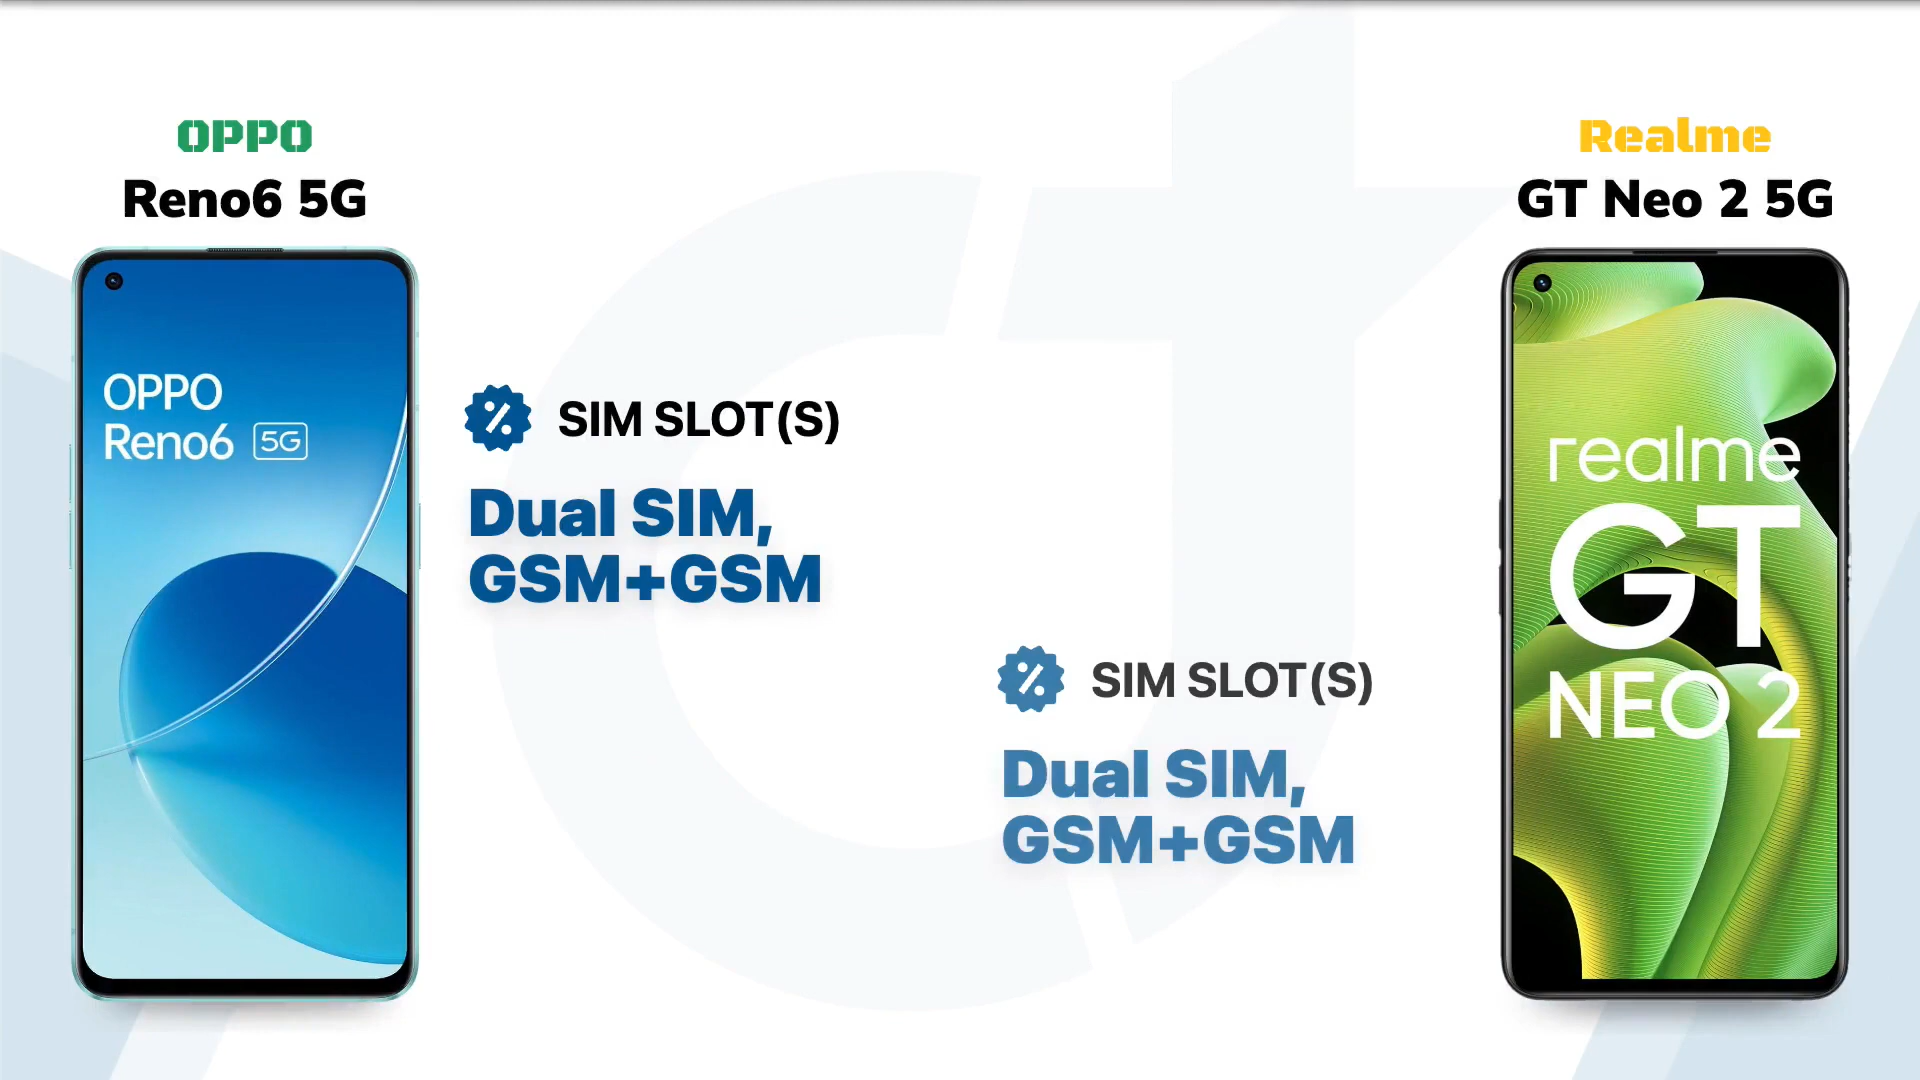 OPPO
Reno6 5G
OPPO
Reno6 5G
SIM SLOT(S)
Dual SIM,
GSM+GSM
Realme
GT Neo 2 5G
realme
GT
NEO 2
SIM SLOT(S)
Dual SIM,
GSM+GSM